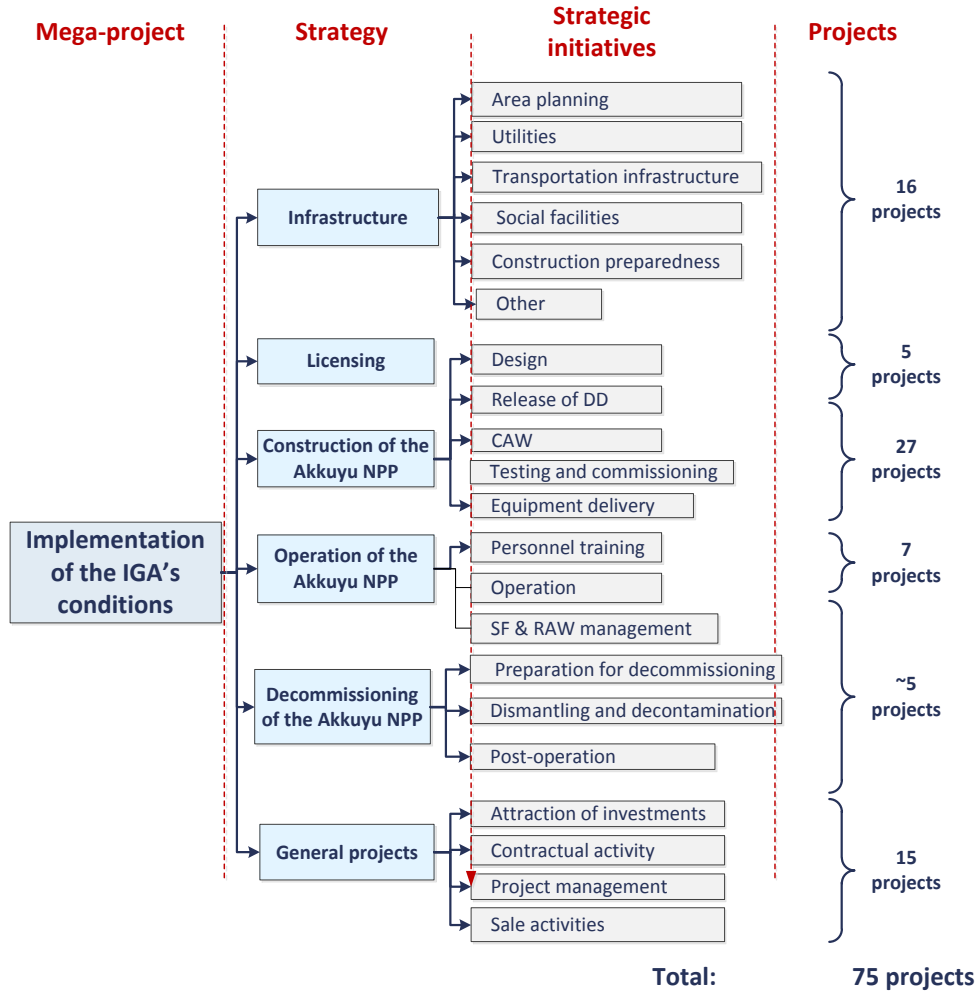 Mega-project
Strategy
Strategic
initiatives
Projects
Implementation
of the IGA's
conditions
Infrastructure
Area planning
Utilities
Transportation infrastructure
Social facilities
Construction preparedness
Other
16
projects
Licensing
5
projects
Construction of the
Akkuyu NPP
Design
Release of DD
CAW
Testing and commissioning
Equipment delivery
27
projects
Operation of the
Akkuyu NPP
Personnel training
Operation
SF & RAW management
7
projects
Decommissioning
of the Akkuyu NPP
Preparation for decommissioning
Dismantling and decontamination
Post-operation
~5
projects
General projects
Attraction of investments
Contractual activity
Project management
Sale activities
15
projects
Total: 75 projects